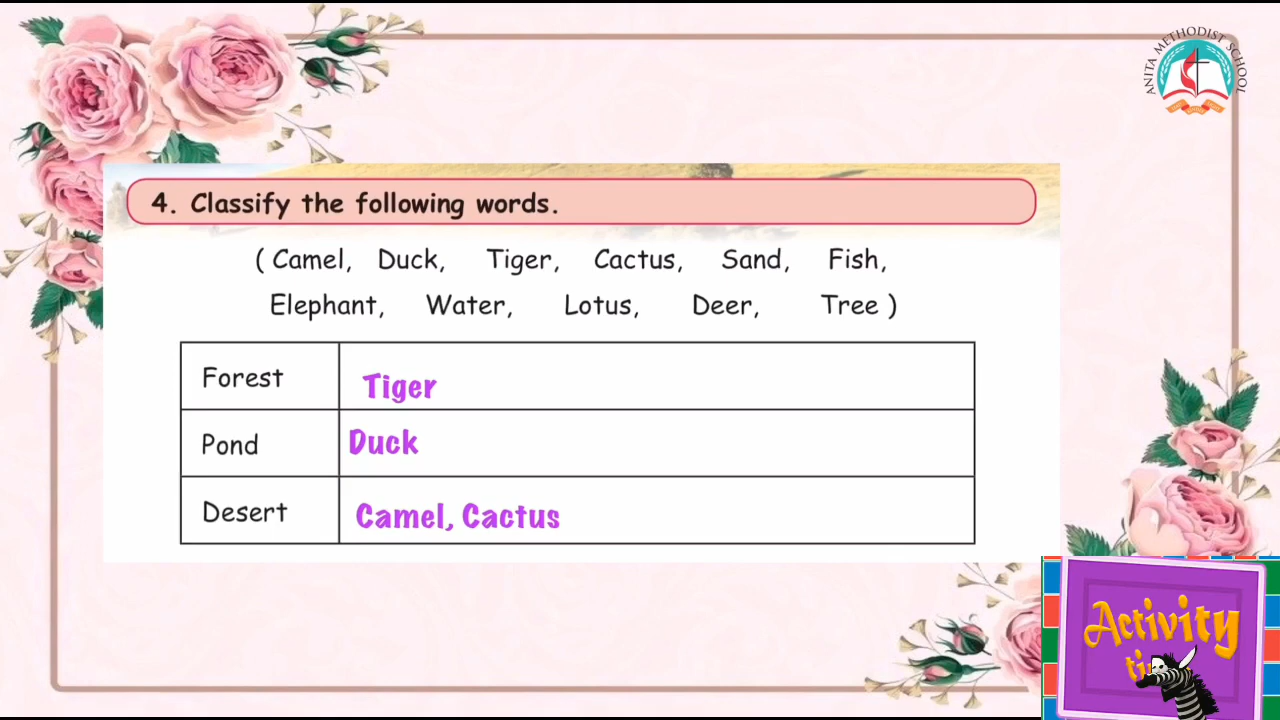 ANITA METHODIST SCHOOL
4. Classify the following words.
( Camel, Duck, Tiger, Cactus, Sand, Fish,
Elephant, Water, Lotus, Deer, Tree )
Forest Tiger
Pond Duck
Desert Camel, Cactus
Activity